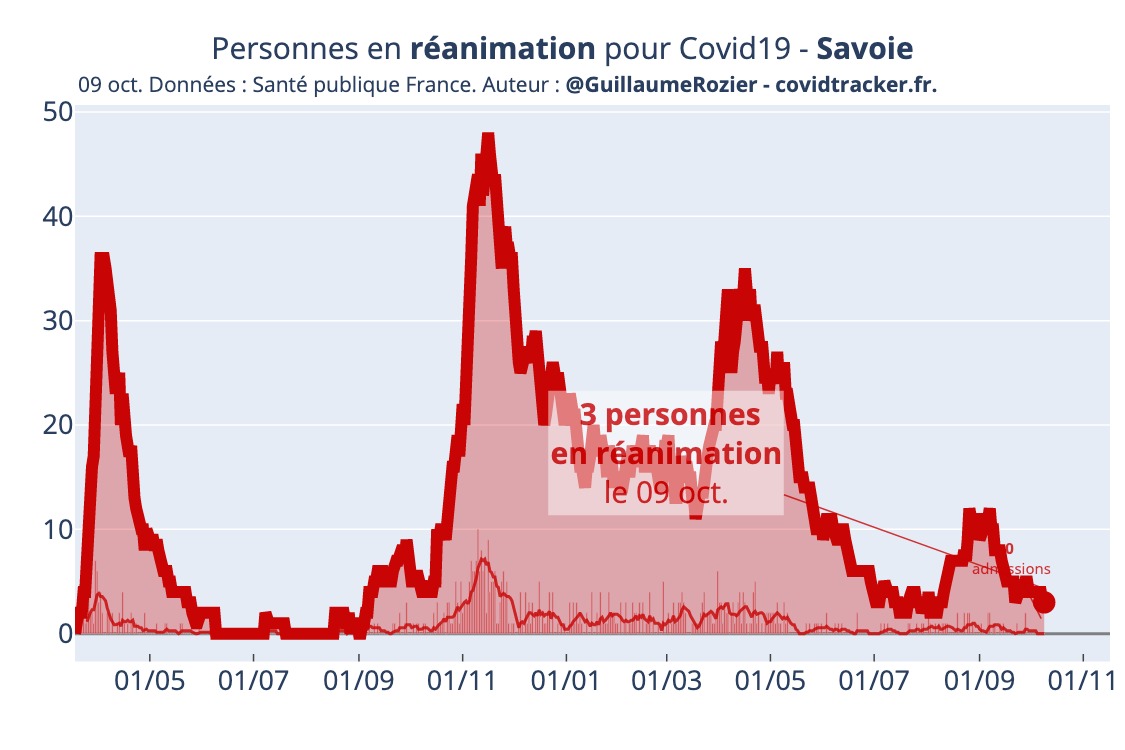 Personnes en réanimation pour Covid19 - Savoie
09 oct. Données : Santé publique France. Auteur : @GuillaumeRozier - covidtracker.fr.
50
40
30
20
10
0
3 personnes
en réanimation
le 09 oct.
0
admissions
01/05 01/07 01/09 01/11 01/01 01/03 01/05 01/07 01/09 01/11